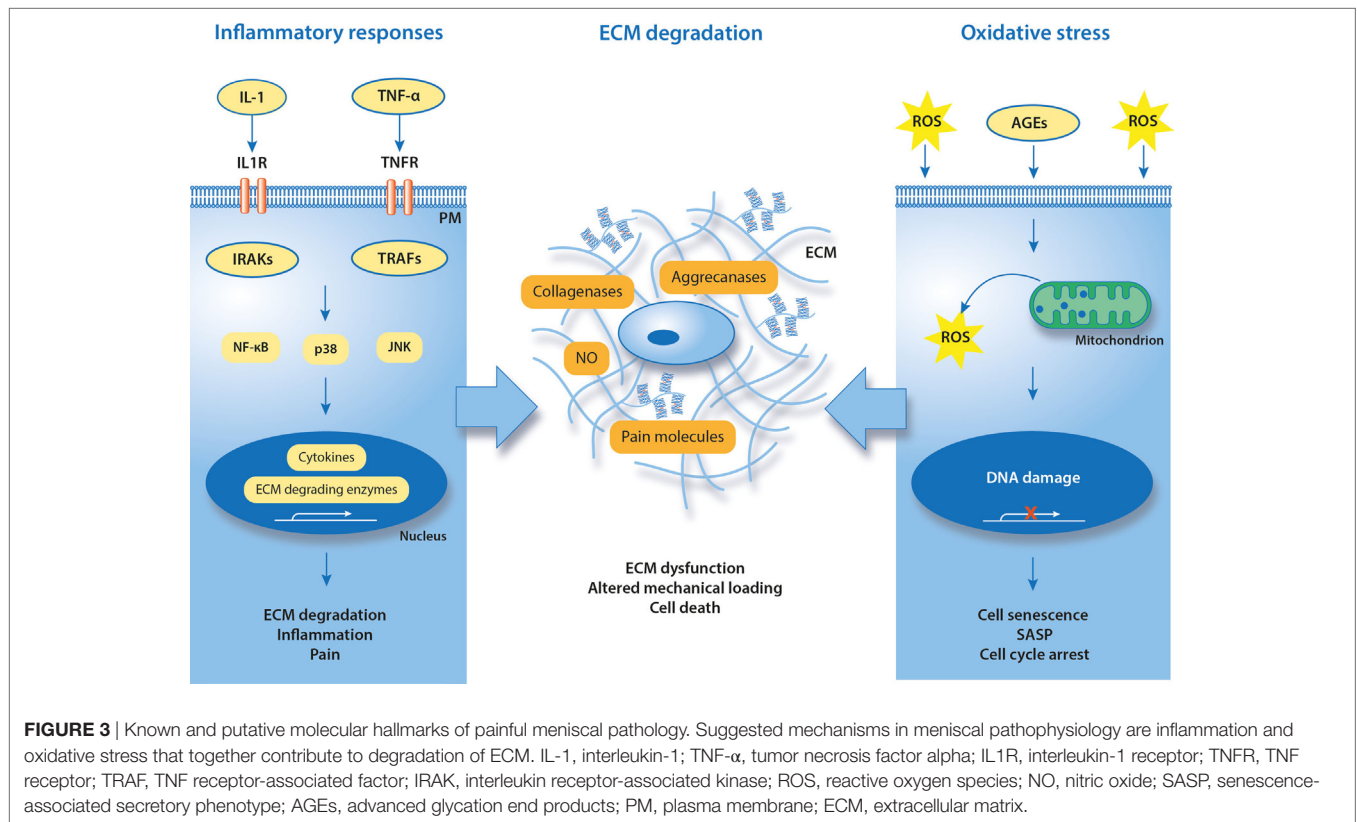 Inflammatory responses
IL-1
TNF-α
IL1R
TNFR
PM
IRAKs
TRAFs
NF-κB
p38
JNK
Cytokines
ECM degrading enzymes
Nucleus
ECM degradation
Inflammation
Pain
ECM degradation
ECM
Collagenases
Aggrecanases
NO
Pain molecules
ECM dysfunction
Altered mechanical loading
Cell death
Oxidative stress
ROS
AGEs
ROS
ROS
Mitochondrion
DNA damage
X
Cell senescence
SASP
Cell cycle arrest
FIGURE 3 | Known and putative molecular hallmarks of painful meniscal pathology. Suggested mechanisms in meniscal pathophysiology are inflammation and
oxidative stress that together contribute to degradation of ECM. IL-1, interleukin-1; TNF-α, tumor necrosis factor alpha; IL1R, interleukin-1 receptor; TNFR, TNF
receptor; TRAF, TNF receptor-associated factor; IRAK, interleukin receptor-associated kinase; ROS, reactive oxygen species; NO, nitric oxide; SASP, senescence-
associated secretory phenotype; AGEs, advanced glycation end products; PM, plasma membrane; ECM, extracellular matrix.